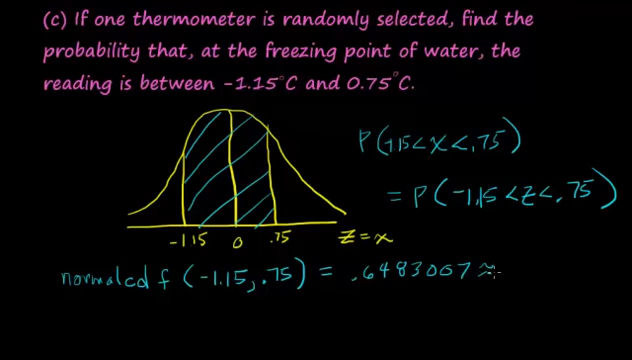 (c) If one thermometer is randomly selected, find the
probability that, at the freezing point of water, the
reading is between -1.15°C and 0.75°C.
P(-1.15<x<.75)
= P(-1.15<z<.75)
-1.15 0 .75 z=x
normalcdf (-1.15, .75) = .6483067 ≈